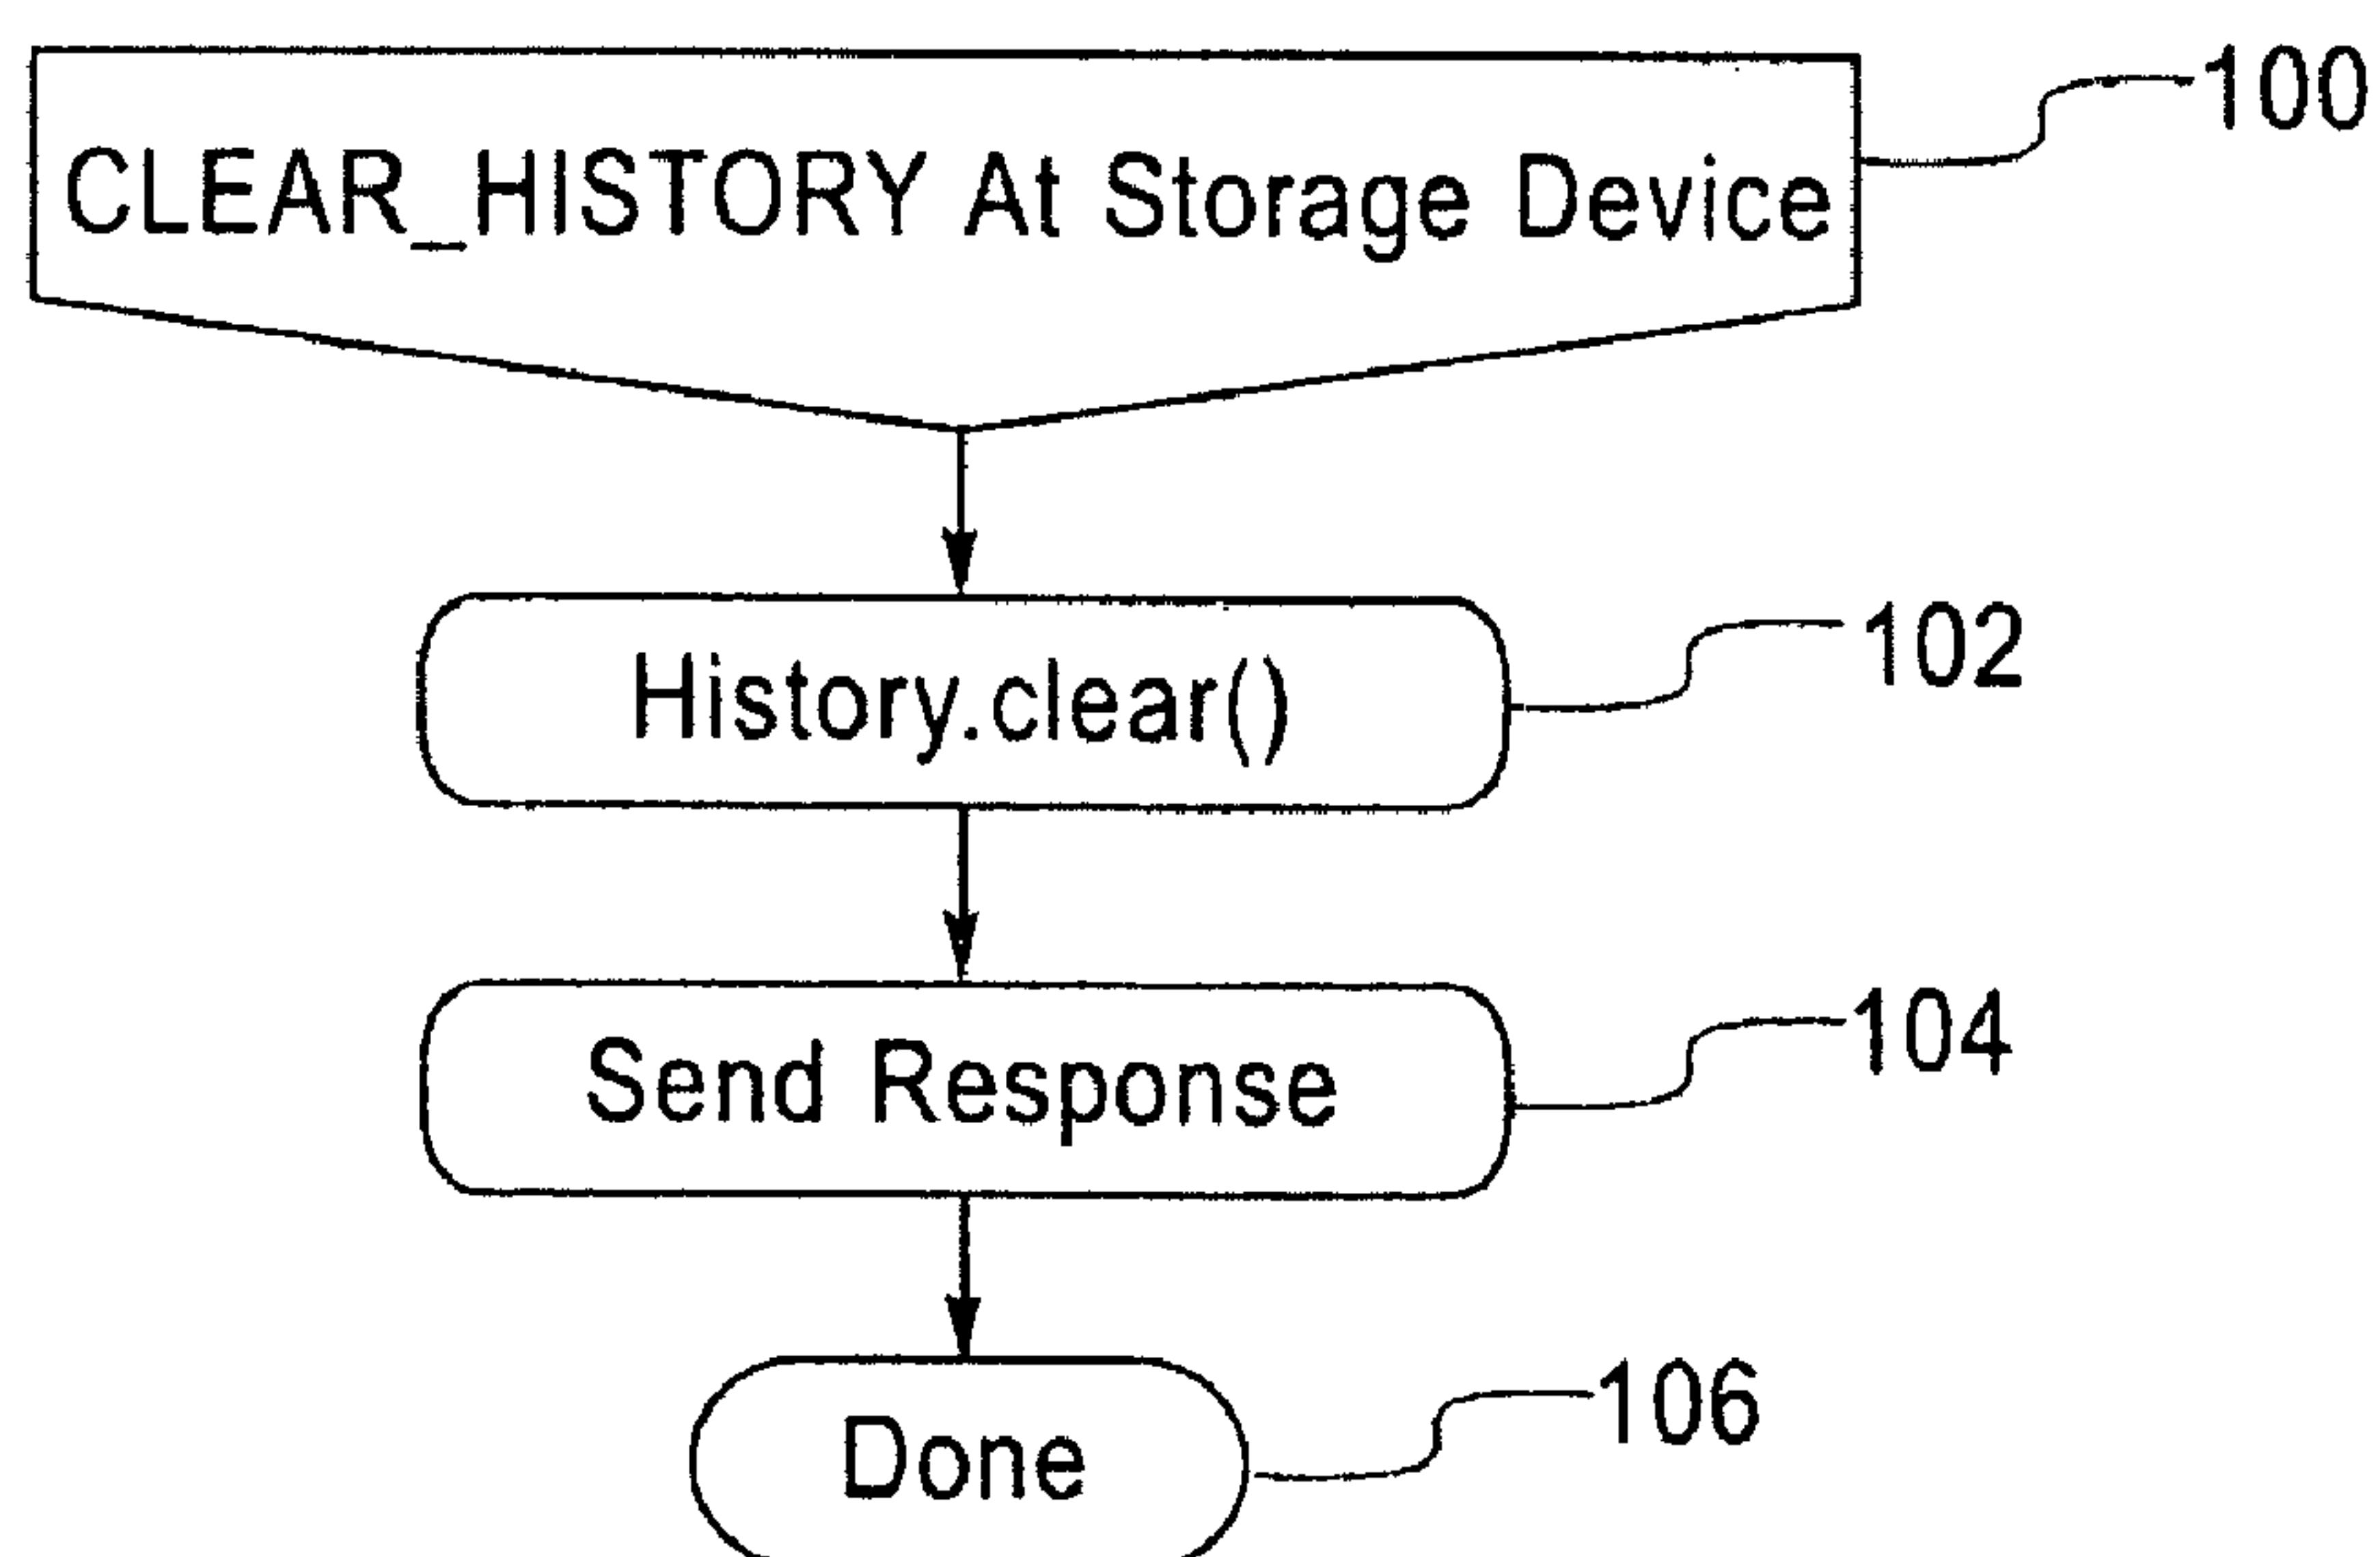 CLEAR_HISTORY At Storage Device
100
History.clear()
102
Send Response
104
Done
106